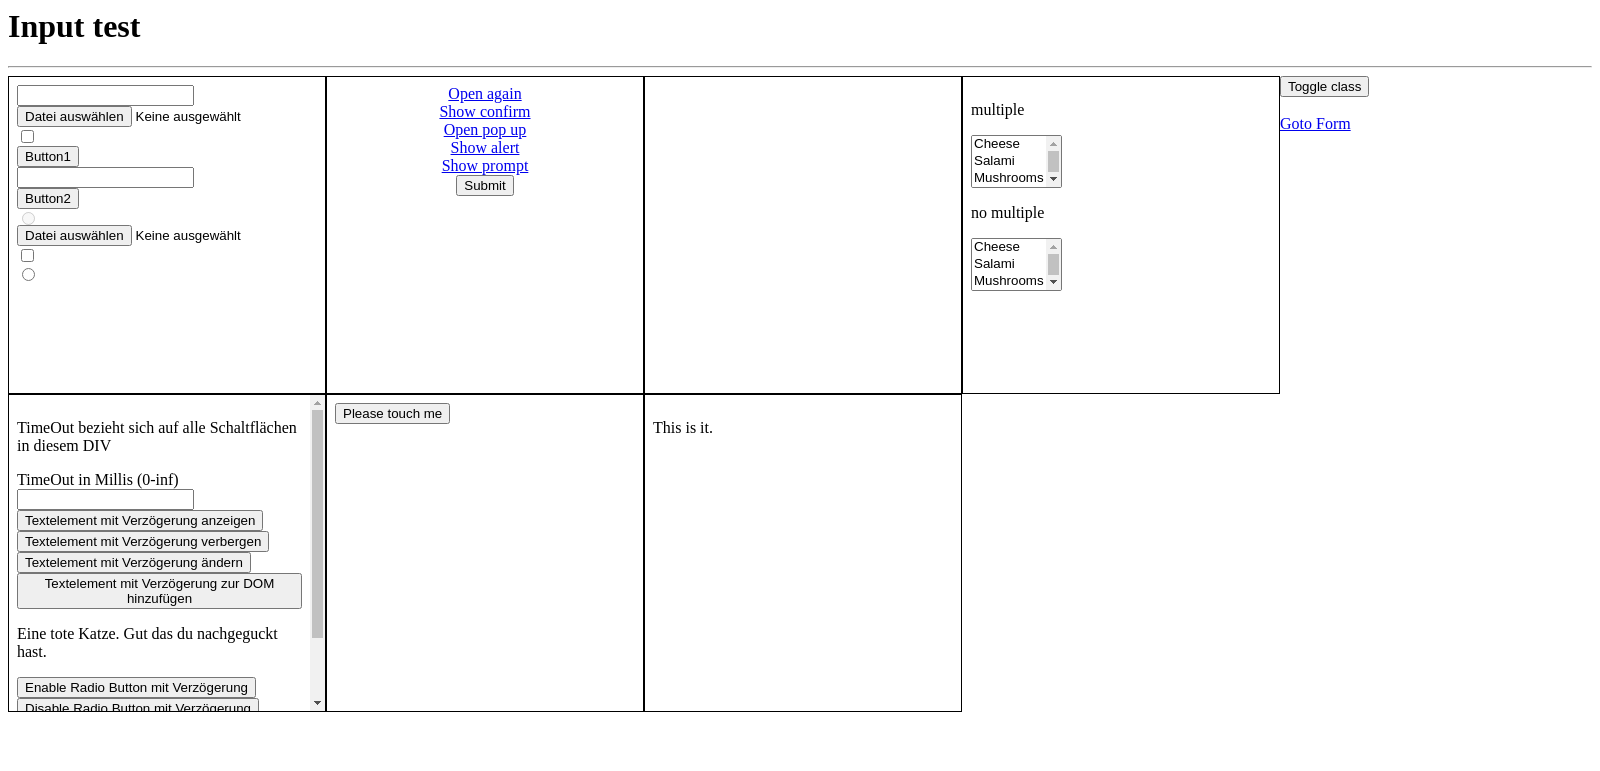 Input test
Datei auswählen Keine ausgewählt
Button1
Button2
Datei auswählen Keine ausgewählt
Open again
Show confirm
Open pop up
Show alert
Show prompt
Submit
multiple
Cheese
Salami
Mushrooms
no multiple
Cheese
Salami
Mushrooms
Toggle class
Goto Form
TimeOut bezieht sich auf alle Schaltflächen
in diesem DIV
TimeOut in Millis (0-inf)
Textelement mit Verzögerung anzeigen
Textelement mit Verzögerung verbergen
Textelement mit Verzögerung ändern
Textelement mit Verzögerung zur DOM
hinzufügen
Eine tote Katze. Gut das du nachgeguckt
hast.
Enable Radio Button mit Verzögerung
Disable Radio Button mit Verzögerung
Please touch me
This is it.